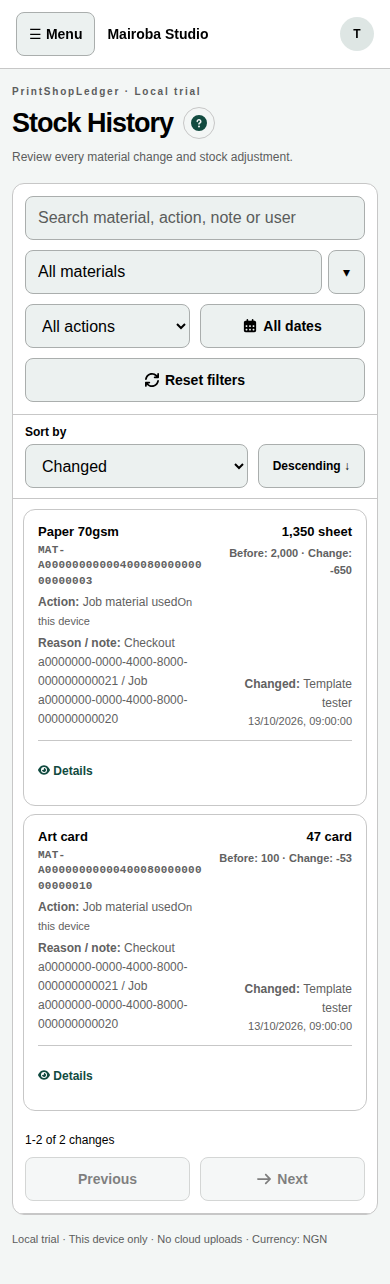 ☰ Menu
Mairoba Studio
T
PrintShopLedger · Local trial
Stock History
?
Review every material change and stock adjustment.
Search material, action, note or user
All materials
▾
All actions
All dates
Reset filters
Sort by
Changed
Descending ↓
Paper 70gsm
MAT-
A00000000000400080000000
00000003
1,350 sheet
Before: 2,000 · Change:
-650
Action: Job material usedOn
this device
Reason / note: Checkout
a0000000-0000-4000-8000-
000000000021 / Job
a0000000-0000-4000-8000-
000000000020
Changed: Template
tester
13/10/2026, 09:00:00
Details
Art card
MAT-
A00000000000400080000000
00000010
47 card
Before: 100 · Change: -53
Action: Job material usedOn
this device
Reason / note: Checkout
a0000000-0000-4000-8000-
000000000021 / Job
a0000000-0000-4000-8000-
000000000020
Changed: Template
tester
13/10/2026, 09:00:00
Details
1-2 of 2 changes
Previous
Next
Local trial · This device only · No cloud uploads · Currency: NGN